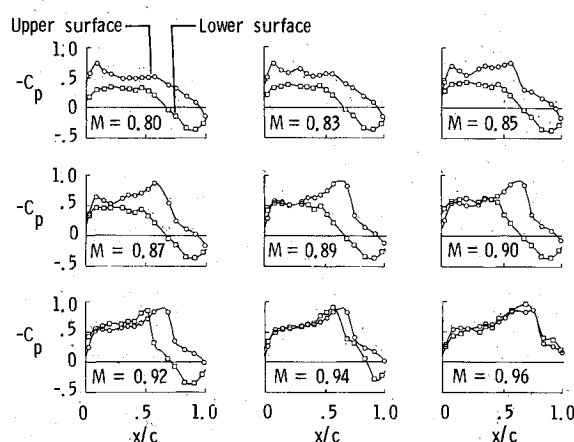 Upper surface Lower surface
1.0
.5
-Cp
0
-.5
M = 0.80
M = 0.83
M = 0.85
1.0
.5
-Cp
0
-.5
M = 0.87
M = 0.89
M = 0.90
1.0
.5
-Cp
0
-.5
M = 0.92
M = 0.94
M = 0.96
0 .5 1.0 0 .5 1.0 0 .5 1.0
x/c x/c x/c